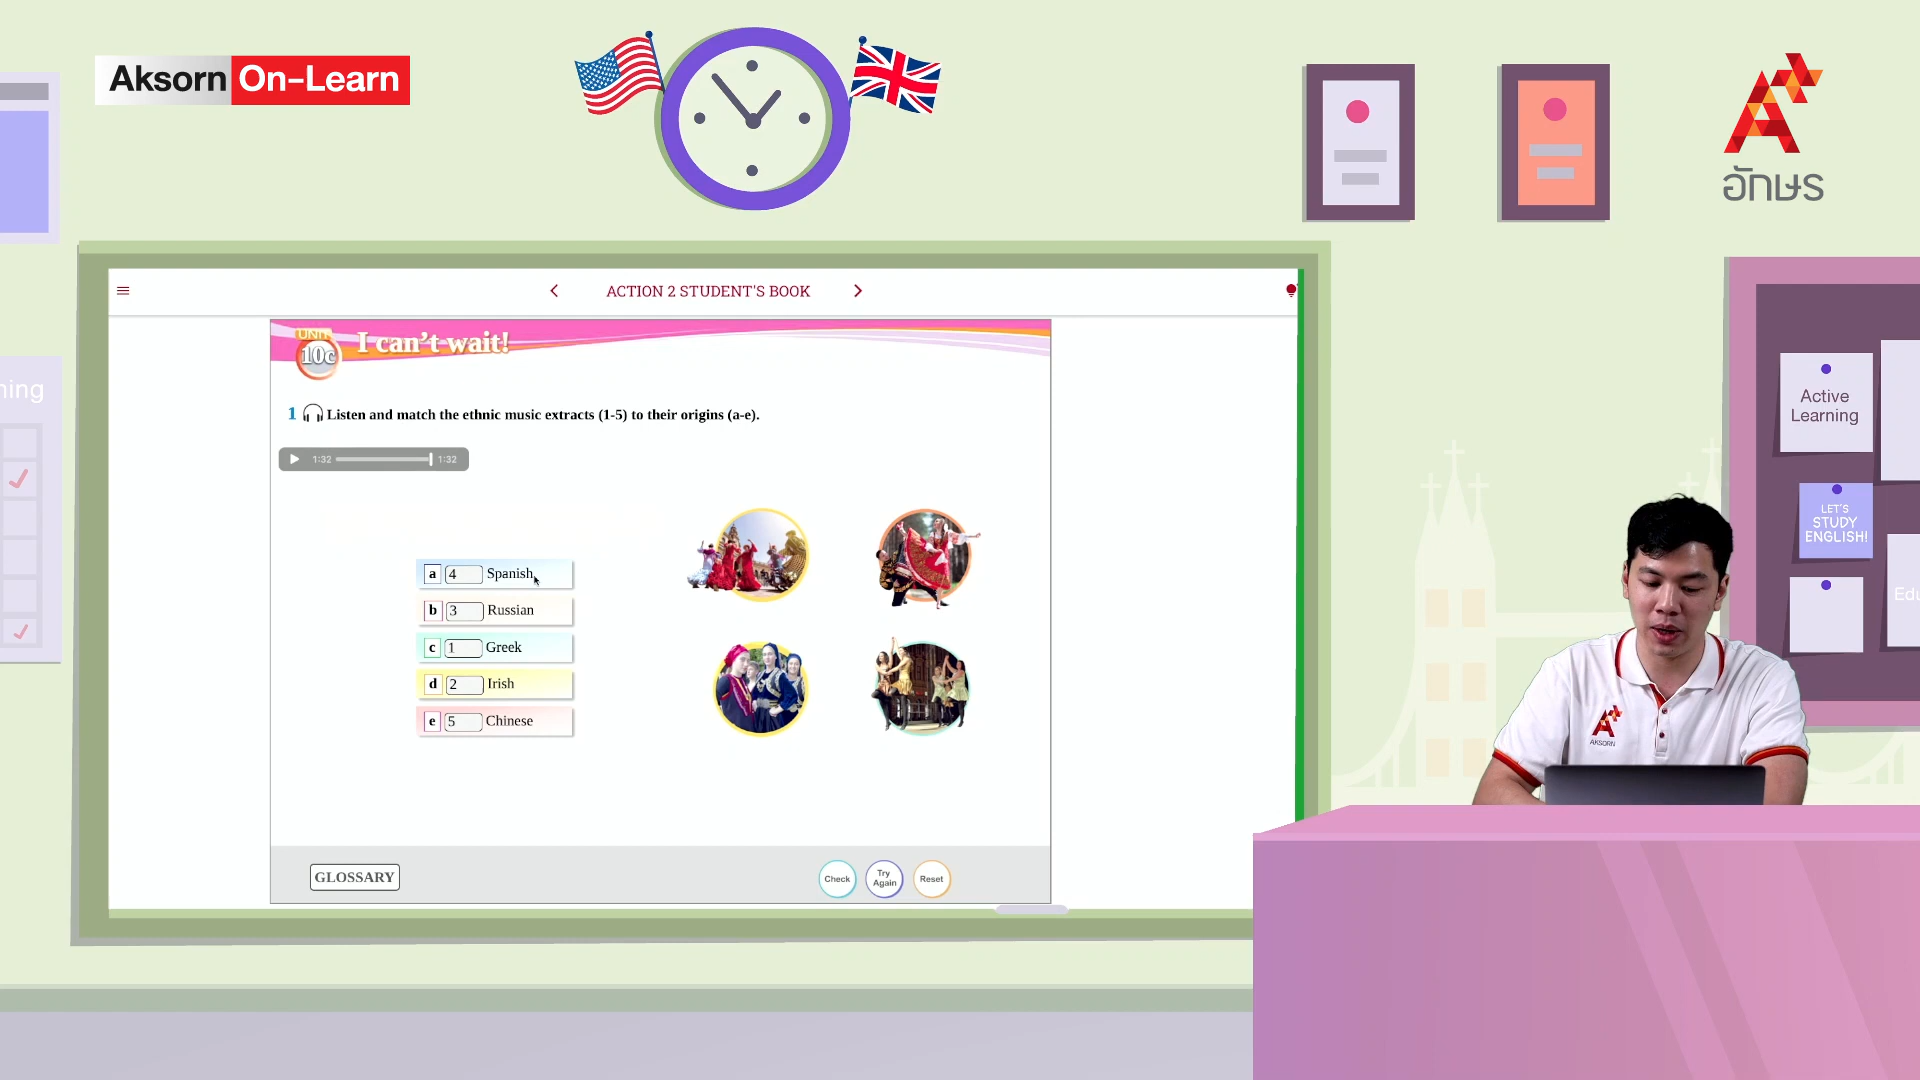 Aksorn On-Learn
อักษร
ACTION 2 STUDENT'S BOOK
UNIT
10c
I can't wait!
1 Listen and match the ethnic music extracts (1-5) to their origins (a-e).
1:32 1:32
a 4 Spanish
b 3 Russian
c 1 Greek
d 2 Irish
e 5 Chinese
GLOSSARY
Check
Try
Again
Reset
Active
Learning
LET'S
STUDY
ENGLISH!
AKSORN